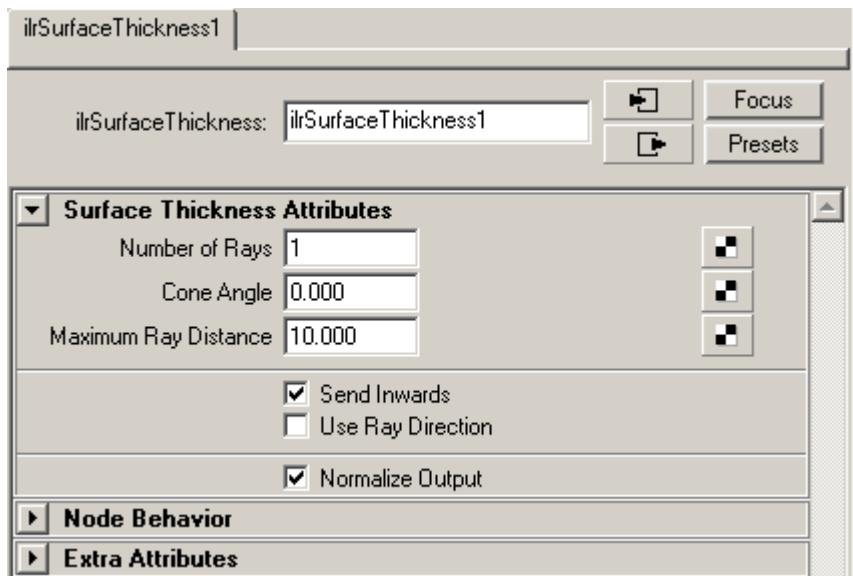 ilrSurfaceThickness1
Focus
ilrSurfaceThickness: ilrSurfaceThickness1
Presets
Surface Thickness Attributes
Number of Rays 1
Cone Angle 0.000
Maximum Ray Distance 10.000
Send Inwards
Use Ray Direction
Normalize Output
Node Behavior
Extra Attributes